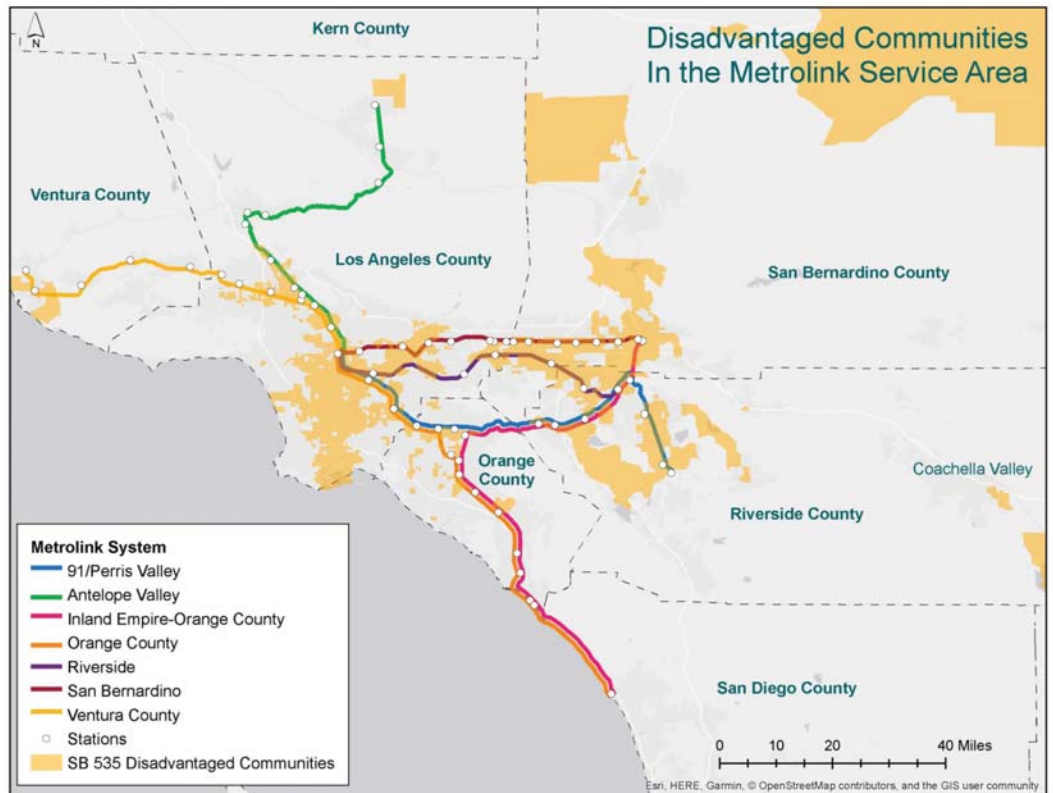 Kern County
Disadvantaged Communities
In the Metrolink Service Area
N
Ventura County
Los Angeles County
San Bernardino County
Orange
County
Coachella Valley
Riverside County
San Diego County
Metrolink System
91/Perris Valley
Antelope Valley
Inland Empire-Orange County
Orange County
Riverside
San Bernardino
Ventura County
Stations
SB 535 Disadvantaged Communities
0 10 20 40 Miles
Esri, HERE, Garmin, © OpenStreetMap contributors, and the GIS user community